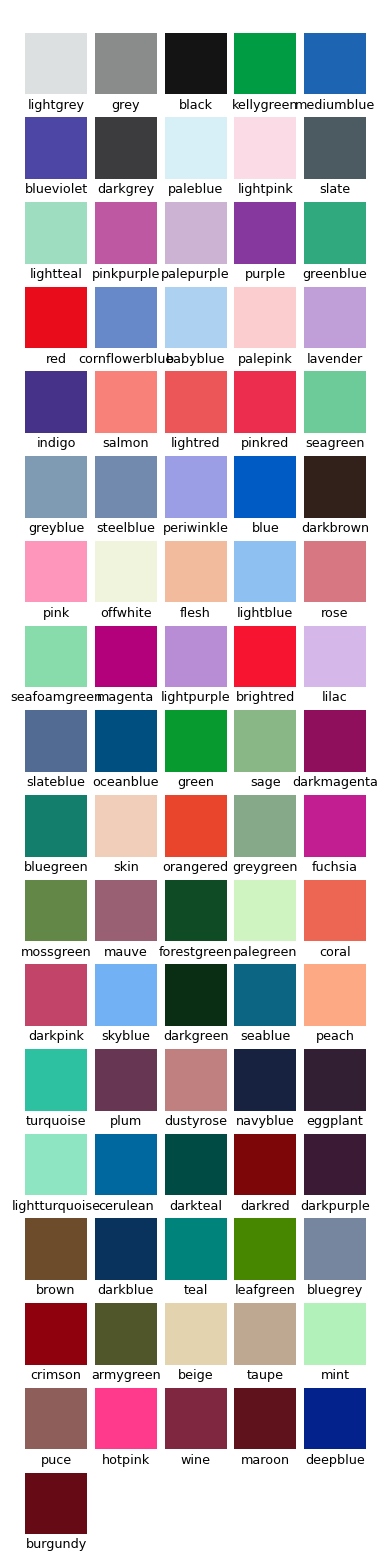 lightgrey grey black kellygreen mediumblue
blueviolet darkgrey paleblue lightpink slate
lightteal pinkpurple palepurple purple greenblue
red cornflowerblue babyblue palepink lavender
indigo salmon lightred pinkred seagreen
greyblue steelblue periwinkle blue darkbrown
pink offwhite flesh lightblue rose
seafoamgreen magenta lightpurple brightred lilac
slateblue oceanblue green sage darkmagenta
bluegreen skin orangered greygreen fuchsia
mossgreen mauve forestgreen palegreen coral
darkpink skyblue darkgreen seablue peach
turquoise plum dustyrose navyblue eggplant
lightturquoise cerulean darkteal darkred darkpurple
brown darkblue teal leafgreen bluegrey
crimson armygreen beige taupe mint
puce hotpink wine maroon deepblue
burgundy